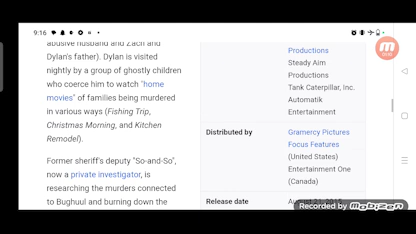 9:16
abusive husband and Zach and
Dylan's father). Dylan is visited
nightly by a group of ghostly children
who coerce him to watch "home
movies" of families being murdered
in various ways (Fishing Trip,
Christmas Morning, and Kitchen
Remodel).
Former sheriff's deputy "So-and-So",
now a private investigator, is
researching the murders connected
to Bughuul and burning down the
Productions
Steady Aim
Productions
Tank Caterpillar, Inc.
Automatik
Entertainment
Distributed by
Gramercy Pictures
Focus Features
(United States)
Entertainment One
(Canada)
Release date
Recorded by Mobizen